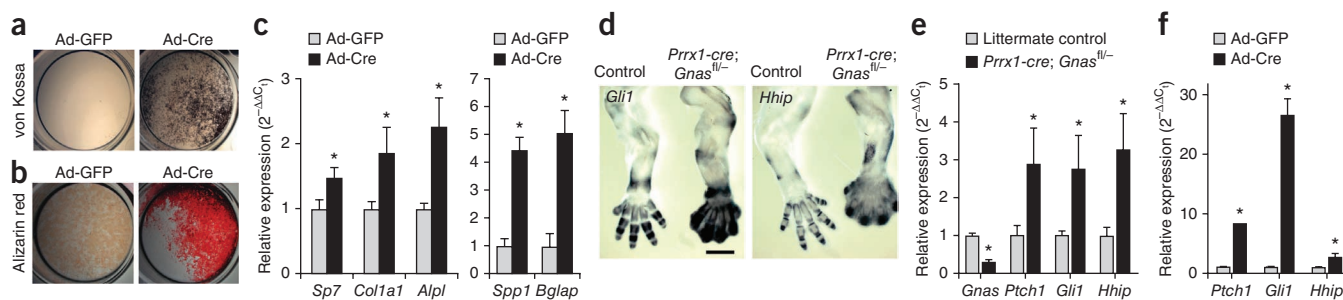 a
Ad-GFP Ad-Cre
von Kossa
b
Ad-GFP Ad-Cre
Alizarin red
c
Ad-GFP
Ad-Cre
Relative expression (2^−ΔΔCt)
3
2
1
0
* * *
Sp7 Col1a1 Alpl
Ad-GFP
Ad-Cre
7
6
5
4
3
2
1
0
* *
Spp1 Bglap
d
Control
Prrx1-cre;
Gnas^fl/–
Gli1
Control
Prrx1-cre;
Gnas^fl/–
Hhip
e
Littermate control
Prrx1-cre; Gnas^fl/–
Relative expression (2^−ΔΔCt)
5
4
3
2
1
0
* * * *
Gnas Ptch1 Gli1 Hhip
f
Ad-GFP
Ad-Cre
Relative expression (2^−ΔΔCt)
30
20
10
0
* * *
Ptch1 Gli1 Hhip